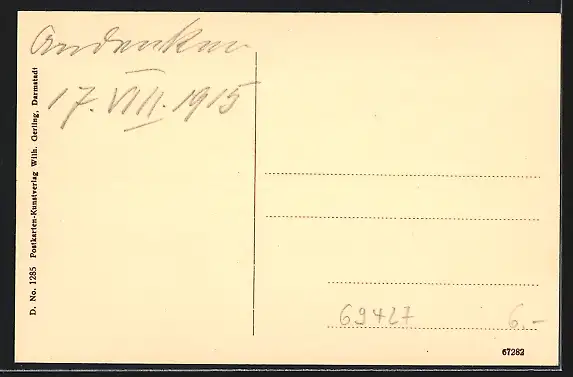 Andenken
17. VIII. 1915
D. No. 1285 Postkarten-Kunstverlag Wilh. Gerling, Darmstadt
69427 6.-
67282